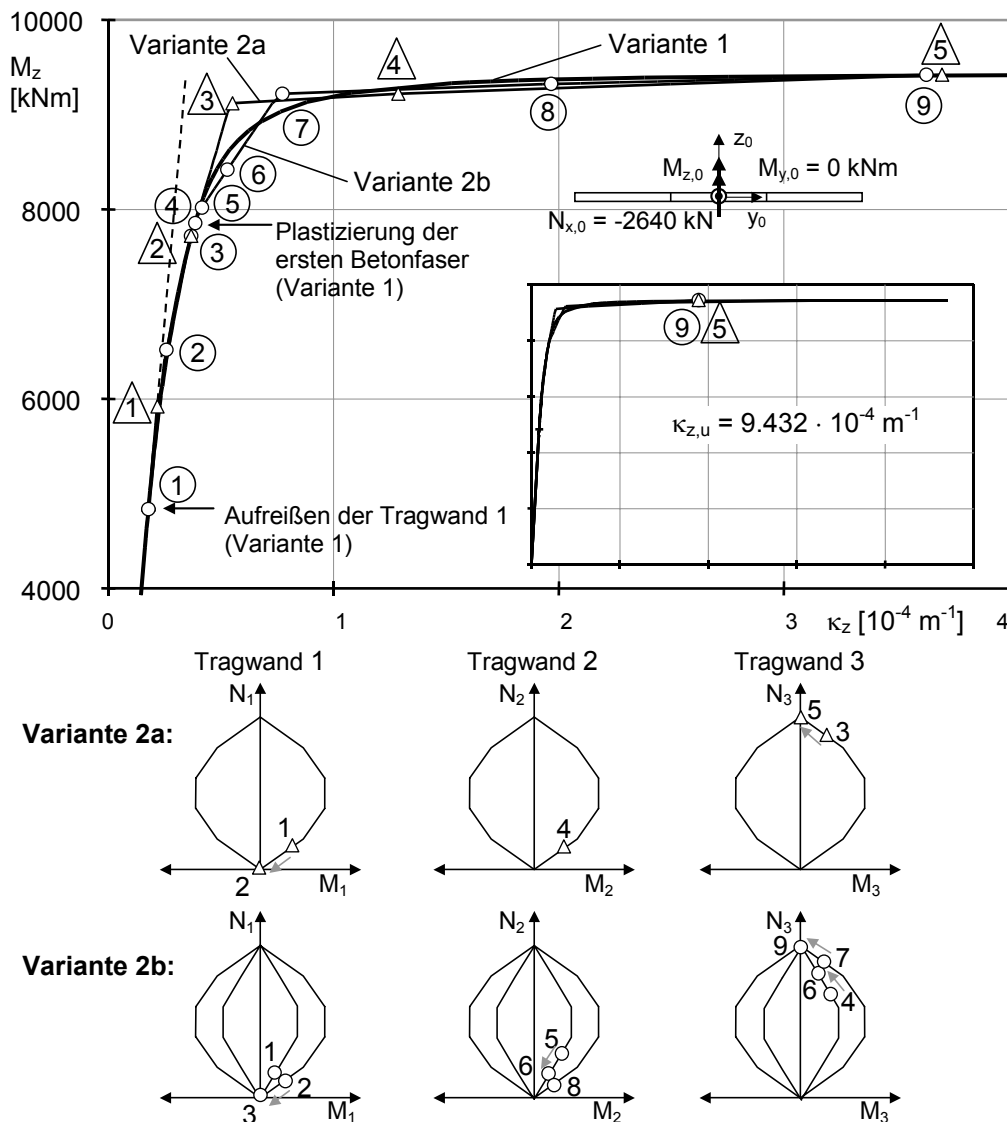 10000
M_z
[kNm]
8000
6000
4000
Variante 2a
Variante 1
3
4
5
7
8
9
6
Variante 2b
4
5
2
3
Plastizierung der
ersten Betonfaser
(Variante 1)
2
1
1
Aufreißen der Tragwand 1
(Variante 1)
z_0
M_z,0
M_y,0 = 0 kNm
N_x,0 = -2640 kN
y_0
9
5
κ_z,u = 9.432 · 10^-4 m^-1
0
1
2
3
κ_z [10^-4 m^-1]
4
Tragwand 1
Tragwand 2
Tragwand 3
Variante 2a:
N_1
1
2
M_1
N_2
4
M_2
N_3
5
3
M_3
Variante 2b:
N_1
1
2
3
M_1
N_2
5
6
8
M_2
N_3
9
7
6
4
M_3